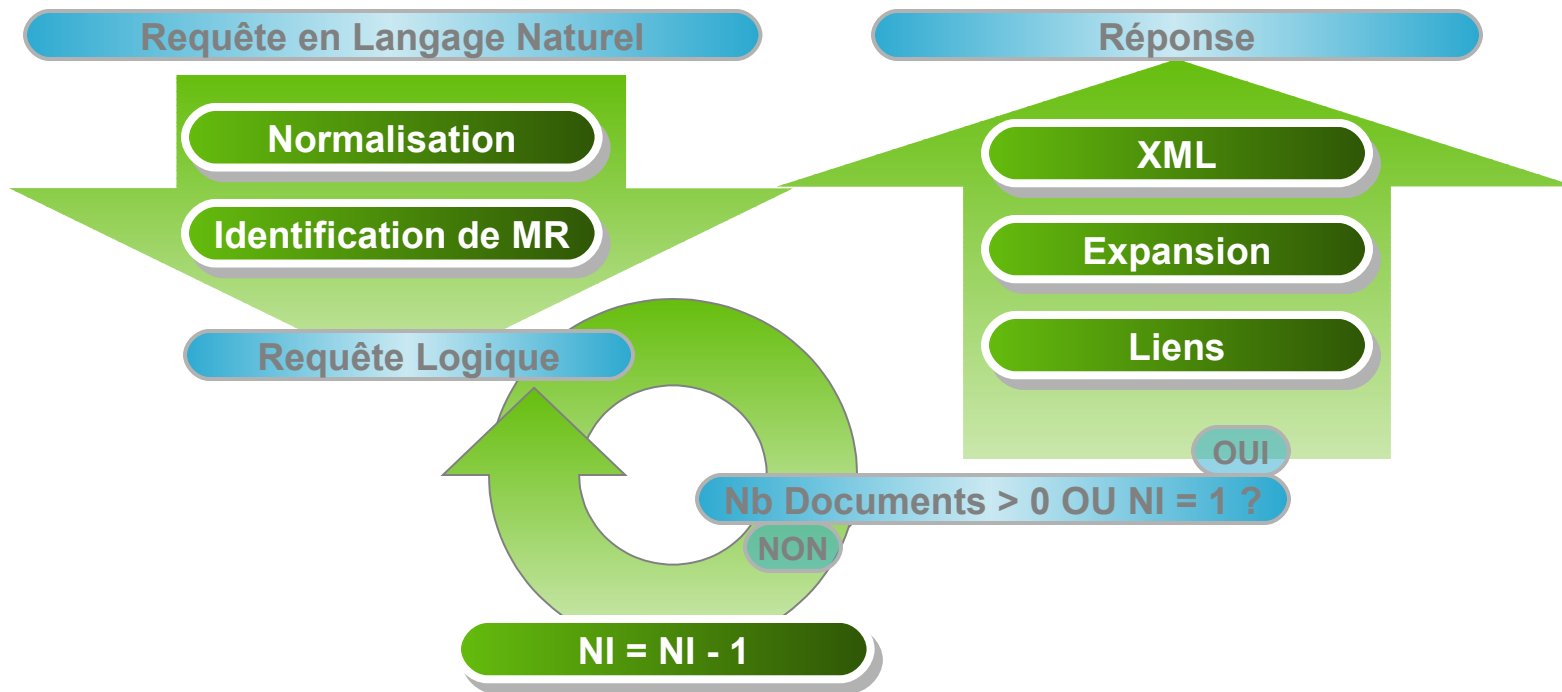 Requête en Langage Naturel
Normalisation
Identification de MR
Requête Logique
Réponse
XML
Expansion
Liens
OUI
Nb Documents > 0 OU NI = 1 ?
NON
NI = NI - 1